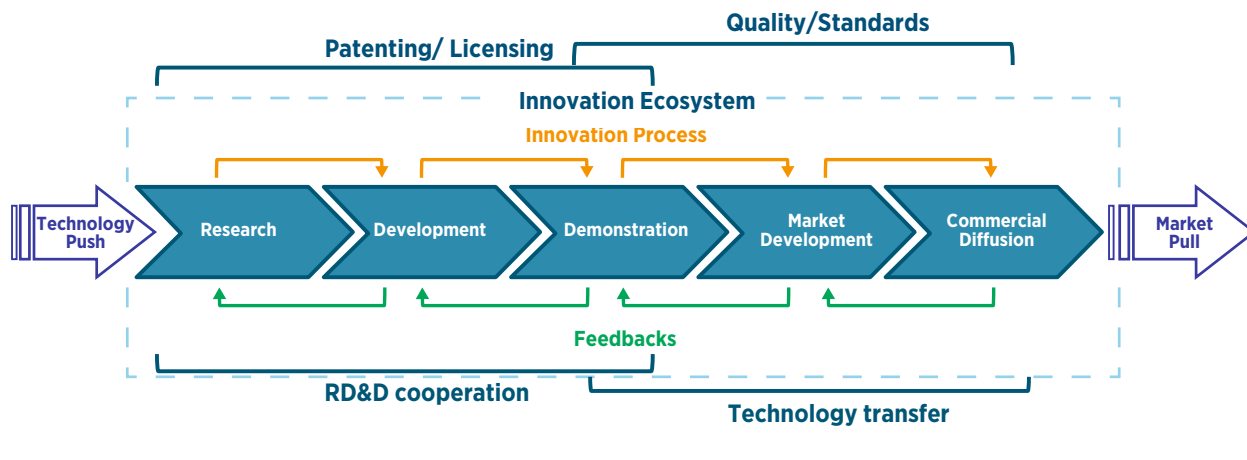 Quality/Standards
Patenting/ Licensing
Innovation Ecosystem
Innovation Process
Technology
Push
Research
Development
Demonstration
Market
Development
Commercial
Diffusion
Market
Pull
Feedbacks
RD&D cooperation
Technology transfer